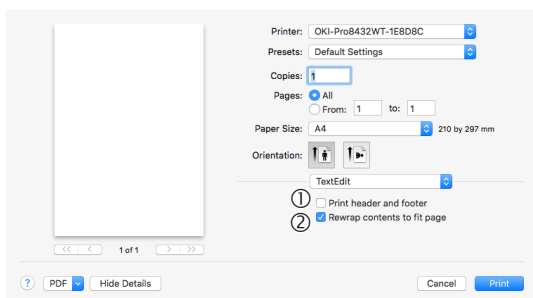 Printer: OKI-Pro8432WT-1E8D8C
Presets: Default Settings
Copies: 1
Pages: All
From: 1 to: 1
Paper Size: A4 210 by 297 mm
Orientation:
TextEdit
① Print header and footer
② Rewrap contents to fit page
<< < 1 of 1 > >>
? PDF Hide Details Cancel Print